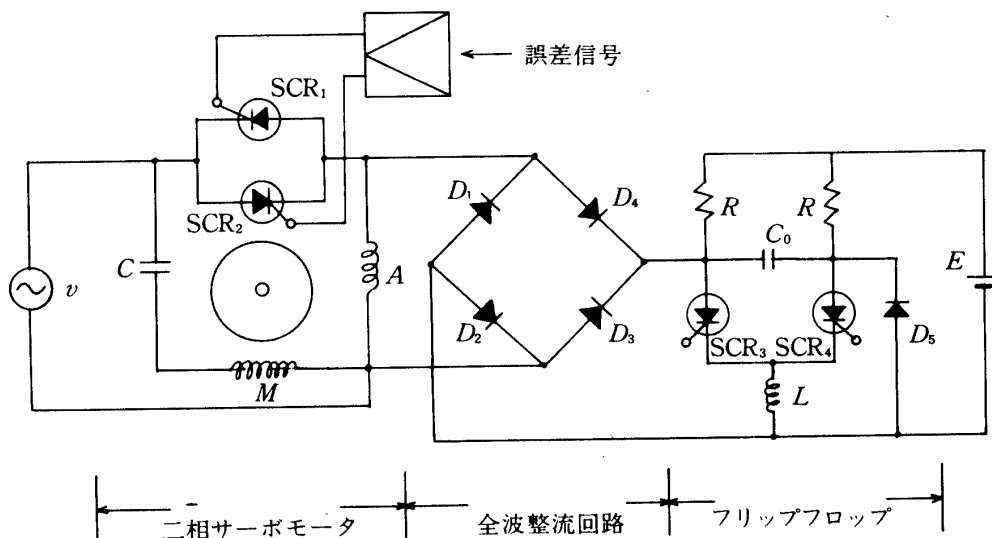 誤差信号
SCR₁
SCR₂
v
C
A
M
D₁
D₄
D₂
D₃
R
R
C₀
E
SCR₃
SCR₄
D₅
L
二相サーボモータ
全波整流回路
フリップフロップ